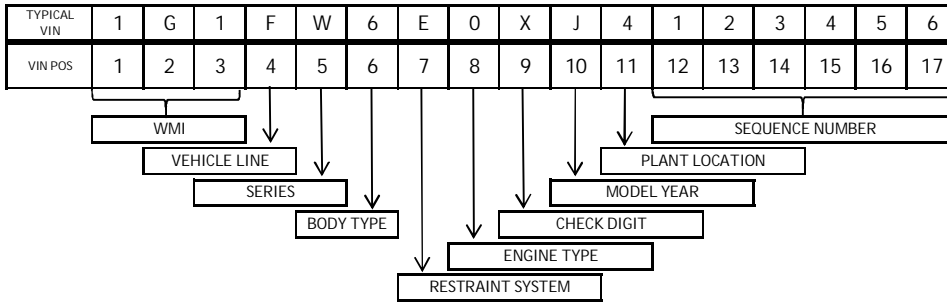 TYPICAL VIN 1 G 1 F W 6 E 0 X J 4 1 2 3 4 5 6
VIN POS 1 2 3 4 5 6 7 8 9 10 11 12 13 14 15 16 17
WMI SEQUENCE NUMBER
VEHICLE LINE PLANT LOCATION
SERIES MODEL YEAR
BODY TYPE CHECK DIGIT
ENGINE TYPE
RESTRAINT SYSTEM